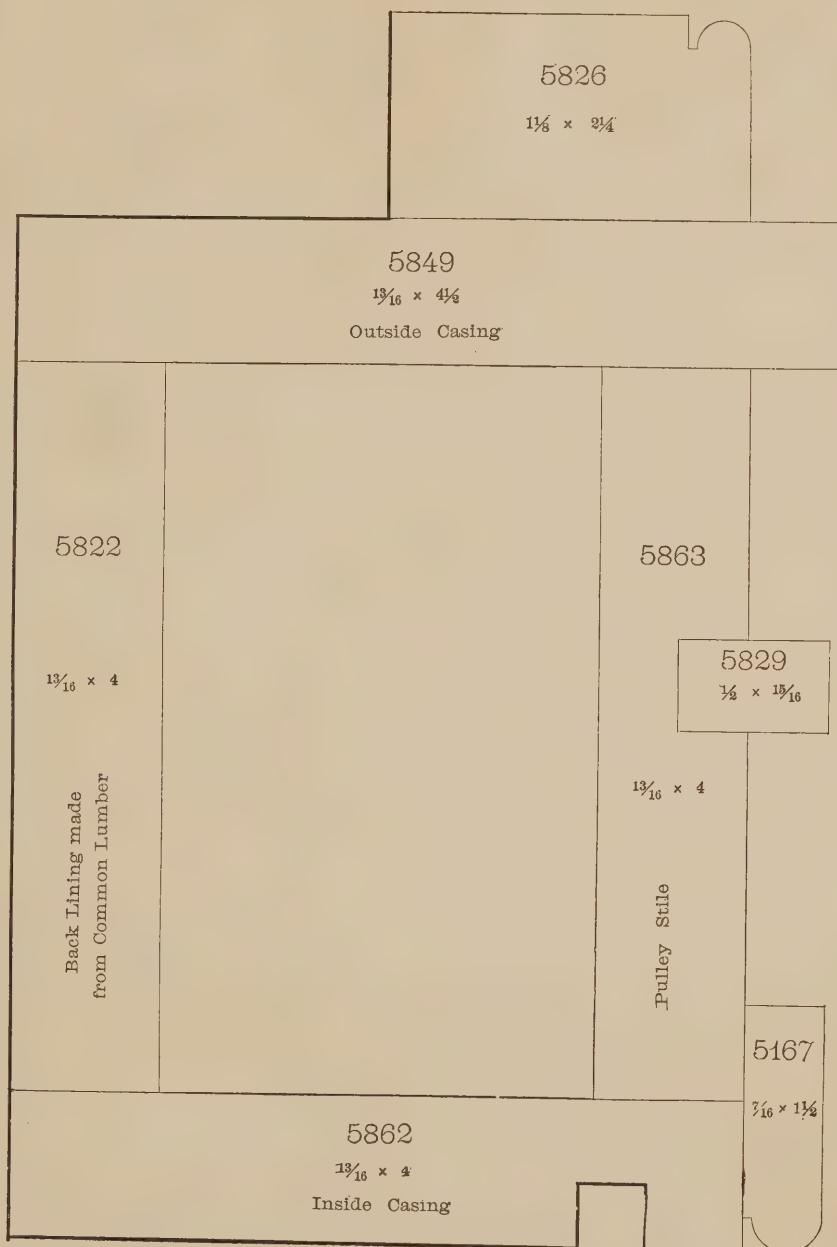 5826
1⅛ × 2¼
5849
13/16 × 4½
Outside Casing
5822
13/16 × 4
Back Lining made
from Common Lumber
5863
13/16 × 4
Pulley Stile
5829
½ × 15/16
5167
7/16 × 1½
5862
13/16 × 4
Inside Casing